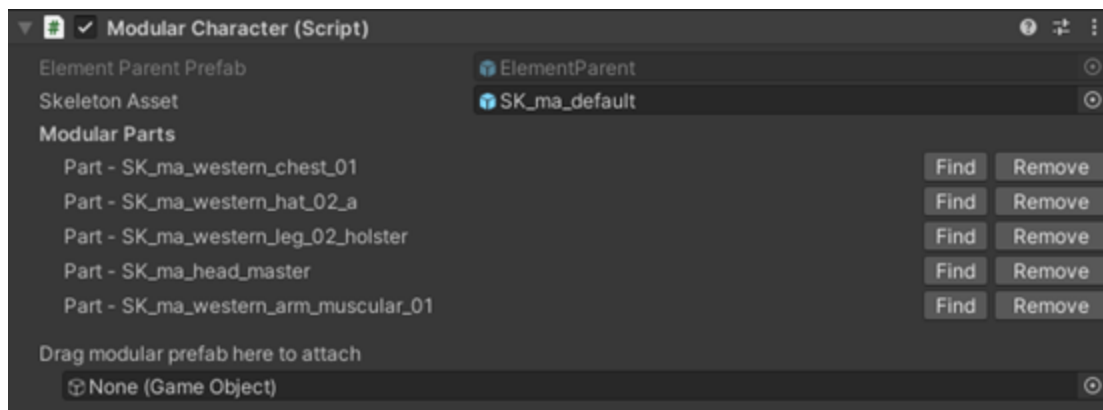 # Modular Character (Script)
Element Parent Prefab ElementParent
Skeleton Asset SK_ma_default
Modular Parts
Part - SK_ma_western_chest_01 Find Remove
Part - SK_ma_western_hat_02_a Find Remove
Part - SK_ma_western_leg_02_holster Find Remove
Part - SK_ma_head_master Find Remove
Part - SK_ma_western_arm_muscular_01 Find Remove
Drag modular prefab here to attach
None (Game Object)